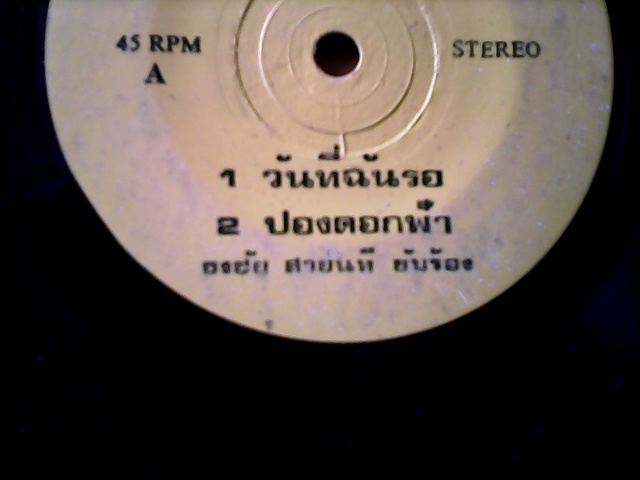 45 RPM STEREO
A
1 วันที่ฉันรอ
2 ปองดอกฟ้า
ธงชัย สายนที ขับร้อง